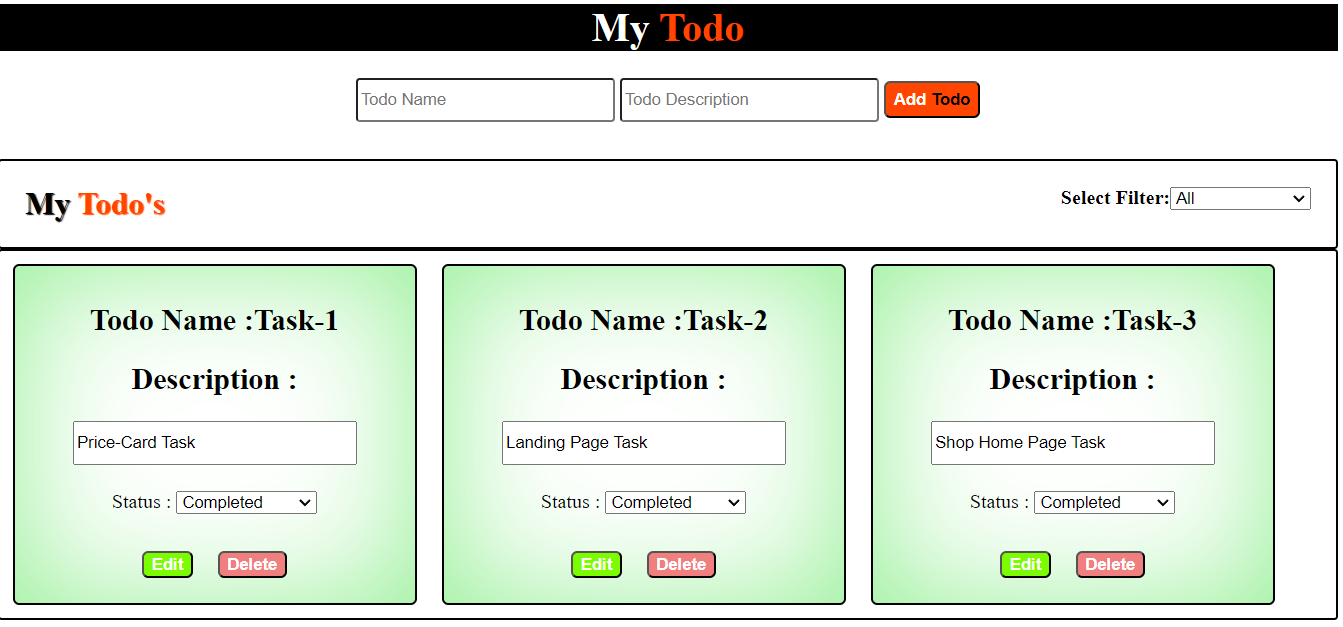 My Todo
Todo Name Todo Description Add Todo
My Todo's Select Filter: All
Todo Name :Task-1 Todo Name :Task-2 Todo Name :Task-3
Description : Description : Description :
Price-Card Task Landing Page Task Shop Home Page Task
Status : Completed Status : Completed Status : Completed
Edit Delete Edit Delete Edit Delete